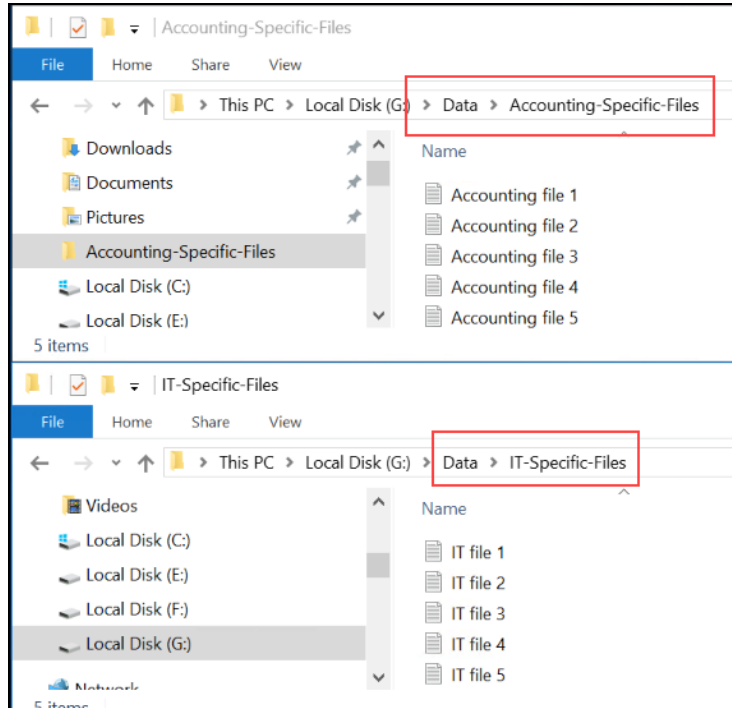 Accounting-Specific-Files
File Home Share View
This PC > Local Disk (G:) > Data > Accounting-Specific-Files
Downloads
Documents
Pictures
Accounting-Specific-Files
Local Disk (C:)
Local Disk (E:)
Name
Accounting file 1
Accounting file 2
Accounting file 3
Accounting file 4
Accounting file 5
5 items
IT-Specific-Files
File Home Share View
This PC > Local Disk (G:) > Data > IT-Specific-Files
Videos
Local Disk (C:)
Local Disk (E:)
Local Disk (F:)
Local Disk (G:)
Network
Name
IT file 1
IT file 2
IT file 3
IT file 4
IT file 5
5 items